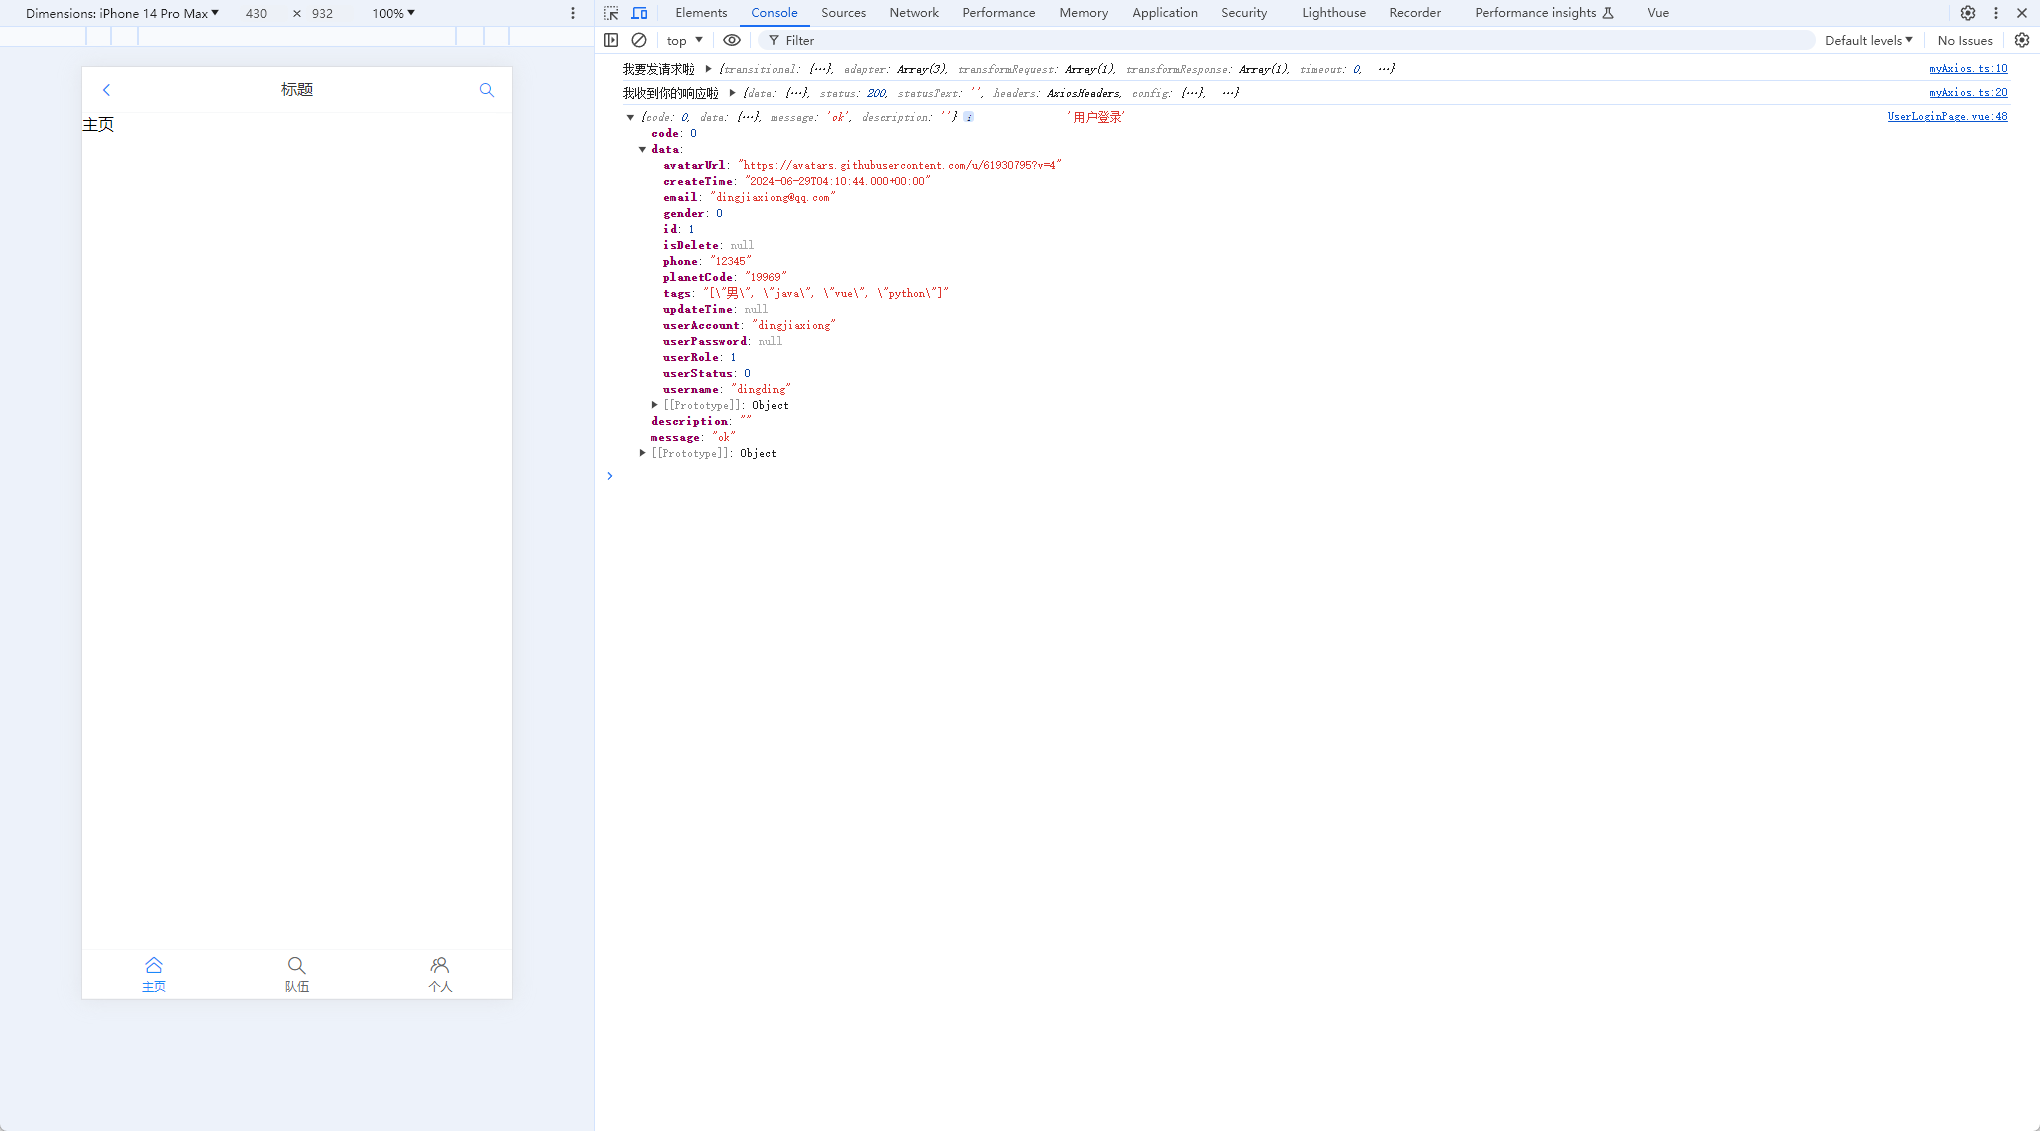 Dimensions: iPhone 14 Pro Max 430 × 932 100%
Elements Console Sources Network Performance Memory Application Security Lighthouse Recorder Performance insights Vue
top Filter Default levels No Issues
标题
主页
主页 队伍 个人
我要发请求啦 {transitional: {…}, adapter: Array(3), transformRequest: Array(1), transformResponse: Array(1), timeout: 0, …} myAxios.ts:10
我收到你的响应啦 {data: {…}, status: 200, statusText: '', headers: AxiosHeaders, config: {…}, …} myAxios.ts:20
{code: 0, data: {…}, message: 'ok', description: ''} i '用户登录' UserLoginPage.vue:48
code: 0
data:
avatarUrl: "https://avatars.githubusercontent.com/u/61930795?v=4"
createTime: "2024-06-29T04:10:44.000+00:00"
email: "dingjiaxiong@qq.com"
gender: 0
id: 1
isDelete: null
phone: "12345"
planetCode: "19969"
tags: "[\"男\", \"java\", \"vue\", \"python\"]"
updateTime: null
userAccount: "dingjiaxiong"
userPassword: null
userRole: 1
userStatus: 0
username: "dingding"
[[Prototype]]: Object
description: ""
message: "ok"
[[Prototype]]: Object